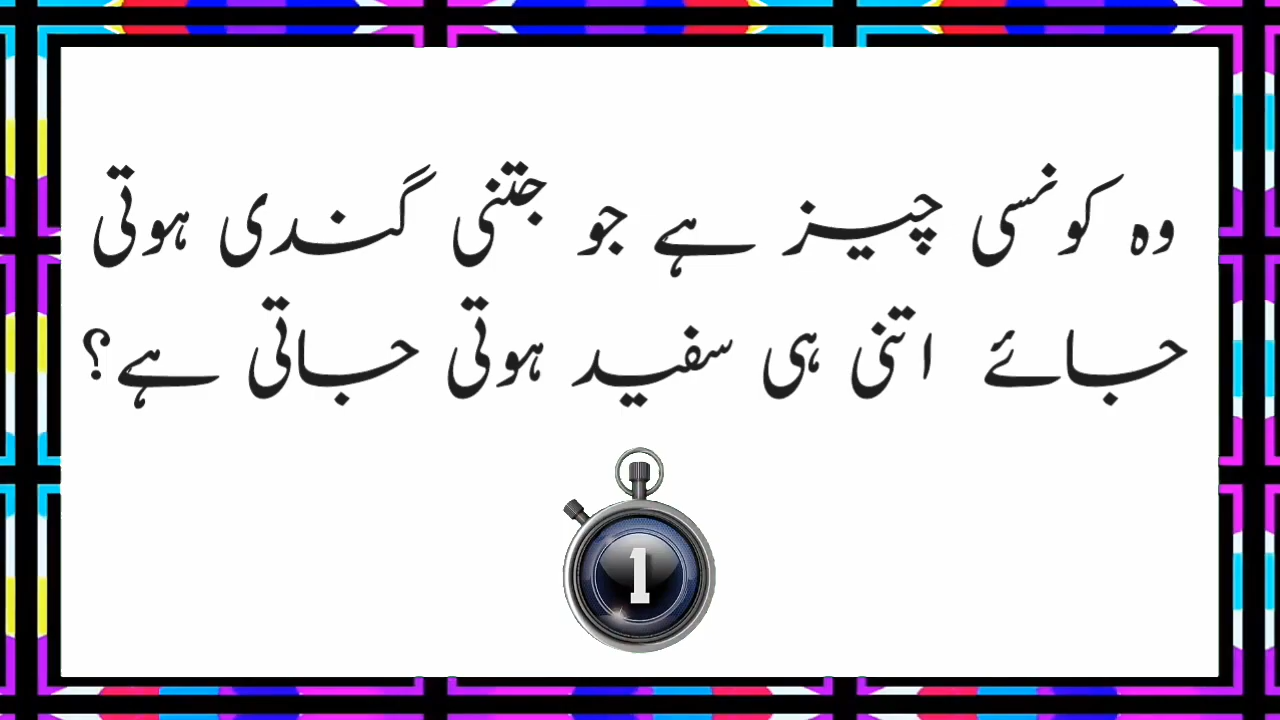 وہ کونسی چیز ہے جو جتنی گندی ہوتی
جائے اتنی ہی سفید ہوتی جاتی ہے؟
1